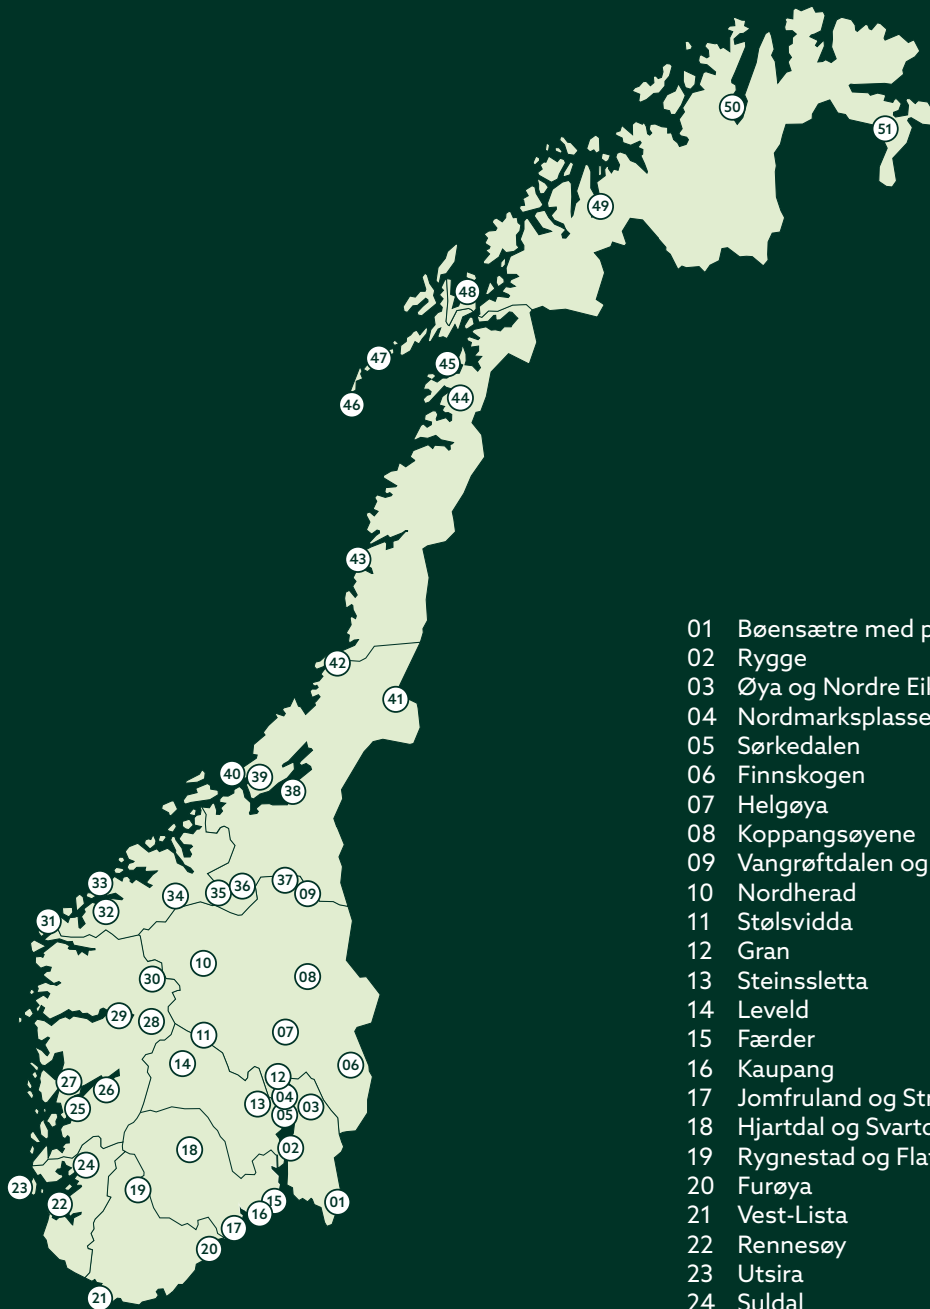 50
51
49
48
47
45
46
44
43
42
41
40
39
38
33
34
35
36
37
09
32
31
10
08
30
29
28
11
07
14
06
27
26
12
25
13
04
03
05
18
02
24
23
22
19
15
01
16
17
20
21
01 Bøensætre med p
02 Rygge
03 Øya og Nordre Eil
04 Nordmarksplasse
05 Sørkedalen
06 Finnskogen
07 Helgøya
08 Koppangsøyene
09 Vangrøftdalen og
10 Nordherad
11 Stølsvidda
12 Gran
13 Steinssletta
14 Leveld
15 Færder
16 Kaupang
17 Jomfruland og Str
18 Hjartdal og Svartd
19 Rygnestad og Flat
20 Furøya
21 Vest-Lista
22 Rennesøy
23 Utsira
24 Suldal